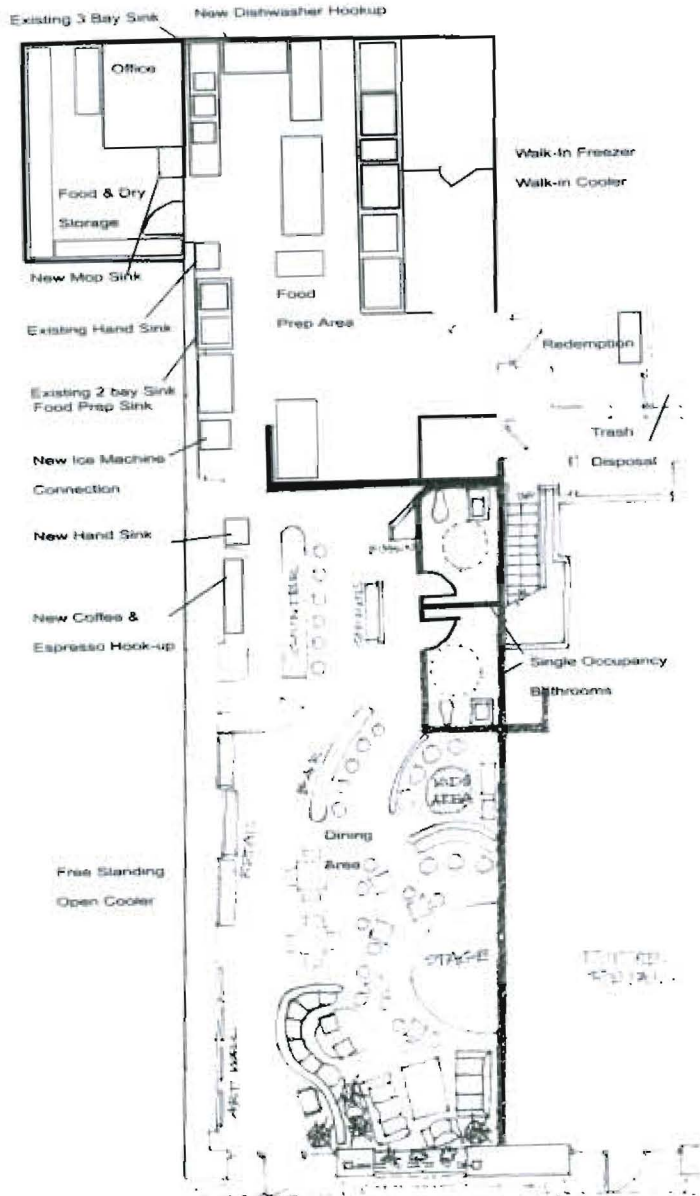 Existing 3 Bay Sink
New Dishwasher Hookup
Office
Walk-In Freezer
Walk-in Cooler
Food & Dry
Storage
New Mop Sink
Food
Prep Area
Existing Hand Sink
Redemption
Existing 2 bay Sink
Food Prep Sink
Trash
Disposal
New Ice Machine
Connection
New Hand Sink
COUNTER
New Coffee &
Espresso Hook-up
Single Occupancy
Bathrooms
BAR
KIDS
AREA
RETAIL
Dining
Area
Free Standing
Open Cooler
STAGE
ART WALL